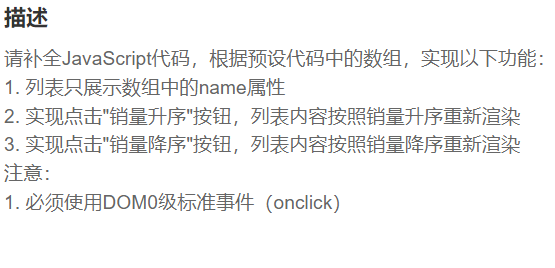 描述
请补全JavaScript代码，根据预设代码中的数组，实现以下功能：
1. 列表只展示数组中的name属性
2. 实现点击"销量升序"按钮，列表内容按照销量升序重新渲染
3. 实现点击"销量降序"按钮，列表内容按照销量降序重新渲染
注意：
1. 必须使用DOM0级标准事件（onclick）